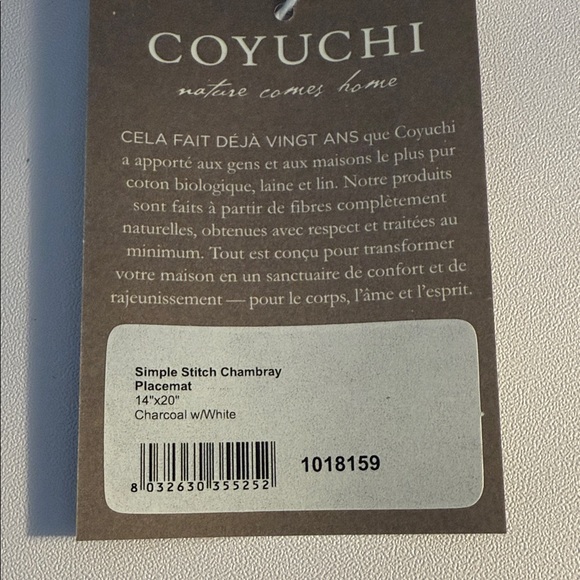 COYUCHI
nature comes home
CELA FAIT DÉJÀ VINGT ANS que Coyuchi
a apporté aux gens et aux maisons le plus pur
coton biologique, laine et lin. Notre produits
sont faits à partir de fibres complètement
naturelles, obtenues avec respect et traitées au
minimum. Tout est conçu pour transformer
votre maison en un sanctuaire de confort et de
rajeunissement — pour le corps, l'âme et l'esprit.
Simple Stitch Chambray
Placemat
14"x20"
Charcoal w/White
8 032630 355252
1018159